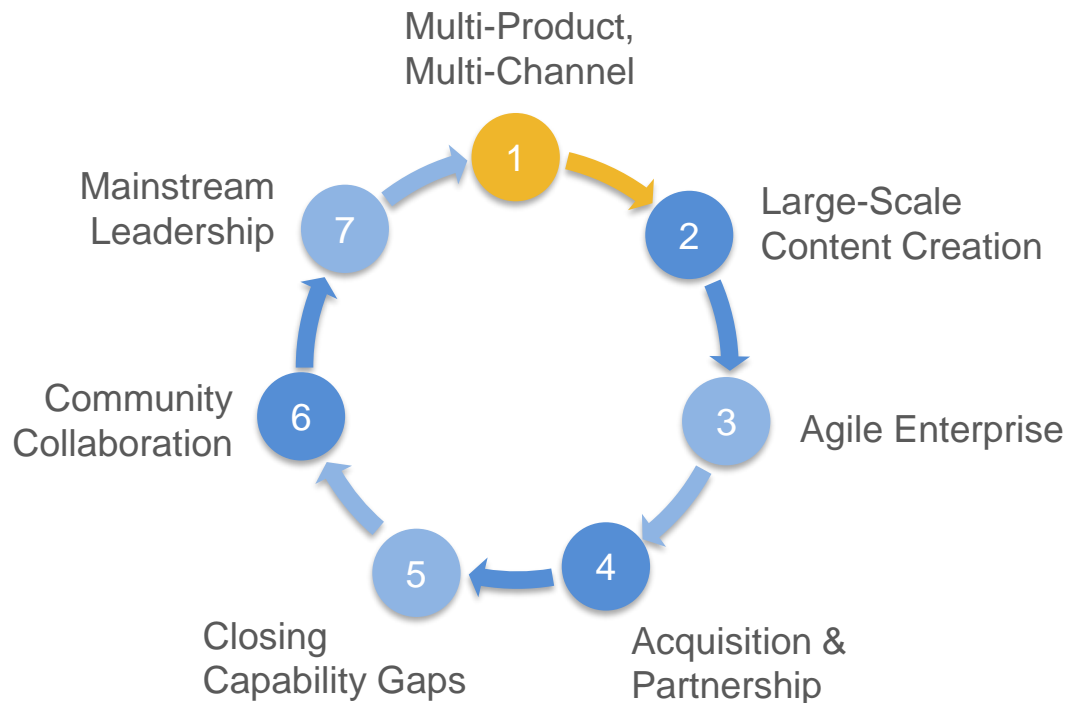 Multi-Product,
Multi-Channel
1
2
Large-Scale
Content Creation
3
Agile Enterprise
4
Acquisition &
Partnership
5
Closing
Capability Gaps
6
Community
Collaboration
7
Mainstream
Leadership